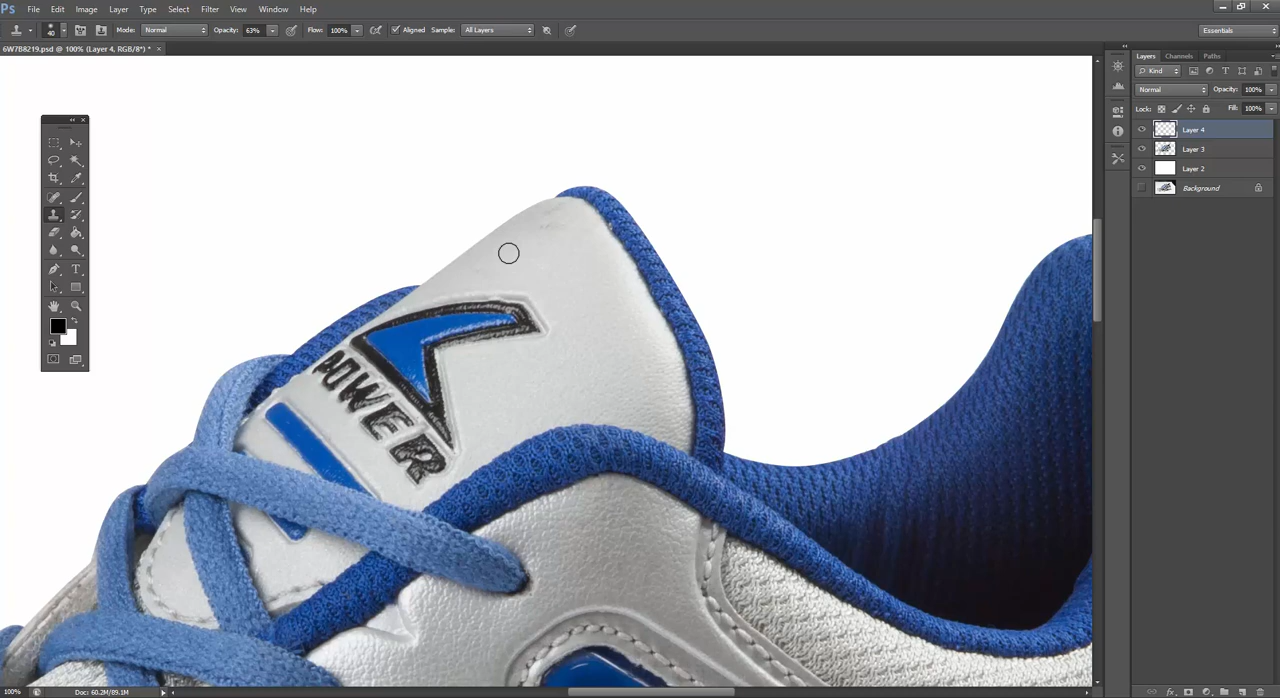 Ps File Edit Image Layer Type Select Filter View Window Help
40 Mode: Normal Opacity: 63% Flow: 100% Aligned Sample: All Layers Essentials
6W7B8219.psd @ 100% (Layer 4, RGB/8*) * ×
Layers Channels Paths
Kind T
Normal Opacity: 100%
Lock: Fill: 100%
Layer 4
Layer 3
Layer 2
Background
T
POWER
100% Doc: 60.2M/89.1M
fx